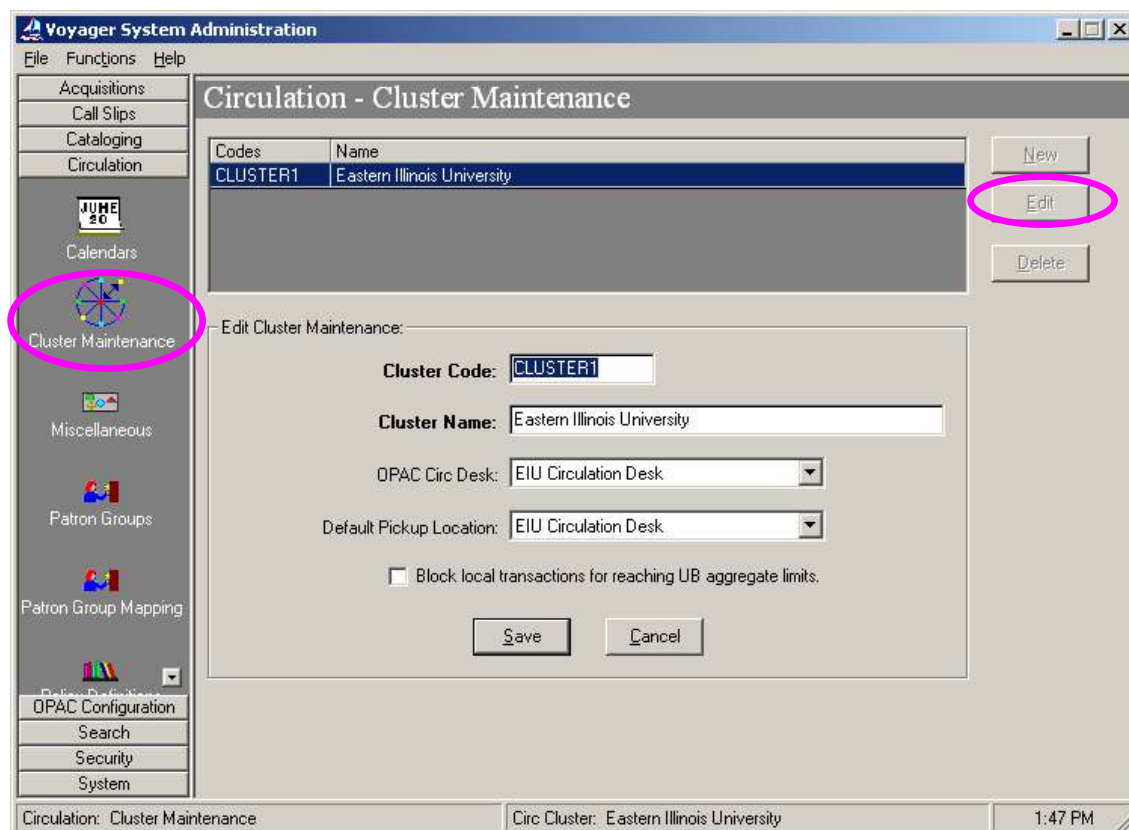 Voyager System Administration
File Functions Help
Acquisitions
Call Slips
Cataloging
Circulation
JUNE
20
Calendars
Cluster Maintenance
Miscellaneous
Patron Groups
Patron Group Mapping
Policy Definitions
OPAC Configuration
Search
Security
System
Circulation - Cluster Maintenance
Codes Name
CLUSTER1 Eastern Illinois University
New
Edit
Delete
Edit Cluster Maintenance:
Cluster Code: CLUSTER1
Cluster Name: Eastern Illinois University
OPAC Circ Desk: EIU Circulation Desk
Default Pickup Location: EIU Circulation Desk
Block local transactions for reaching UB aggregate limits.
Save Cancel
Circulation: Cluster Maintenance Circ Cluster: Eastern Illinois University 1:47 PM